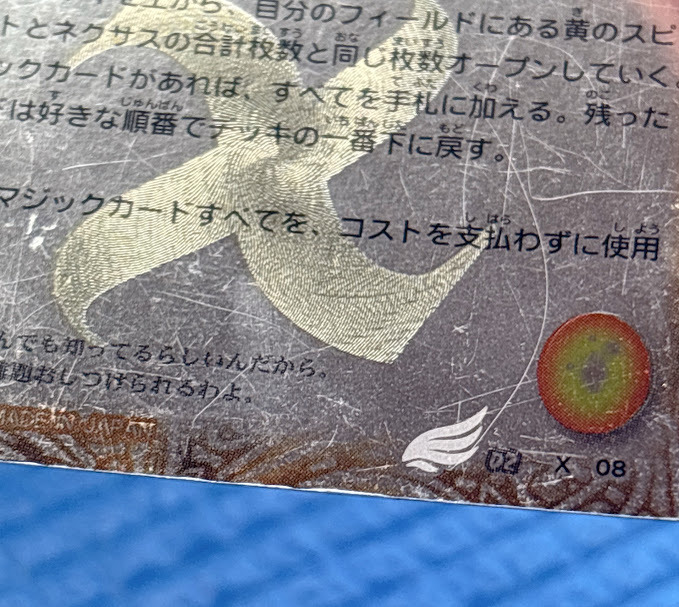 上から、自分のフィールドにある黄のスピ
トとネクサスの合計枚数と同じ枚数オープンしていく。
ックカードがあれば、すべてを手札に加える。残った
は好きな順番でデッキの一番下に戻す。
マジックカードすべてを、コストを支払わずに使用
んでも知ってるらしいんだから。
題おしつけられるわよ。
MADE IN JAPAN
X 08